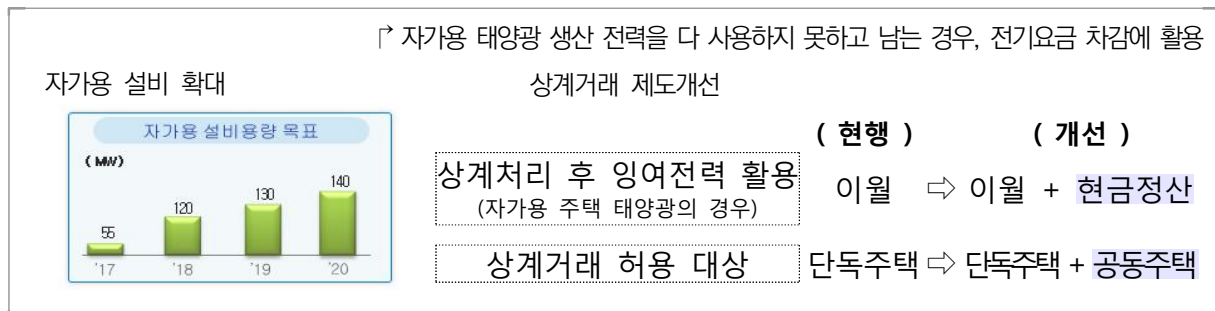 자가용 태양광 생산 전력을 다 사용하지 못하고 남는 경우, 전기요금 차감에 활용
자가용 설비 확대
상계거래 제도개선
자가용 설비용량 목표
(MW)
55
120
130
140
'17 '18 '19 '20
( 현행 ) ( 개선 )
상계처리 후 잉여전력 활용 이월 ⇨ 이월 + 현금정산
(자가용 주택 태양광의 경우)
상계거래 허용 대상 단독주택 ⇨ 단독주택 + 공동주택